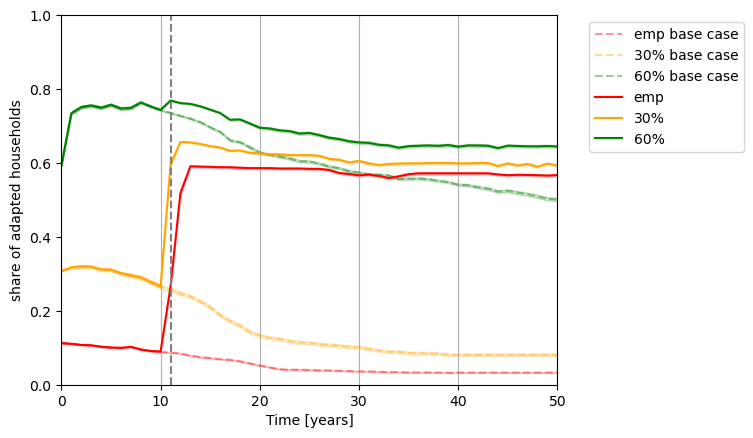 1.0
0.8
0.6
0.4
0.2
0.0
share of adapted households
0
10
20
30
40
50
Time [years]
emp base case
30% base case
60% base case
emp
30%
60%